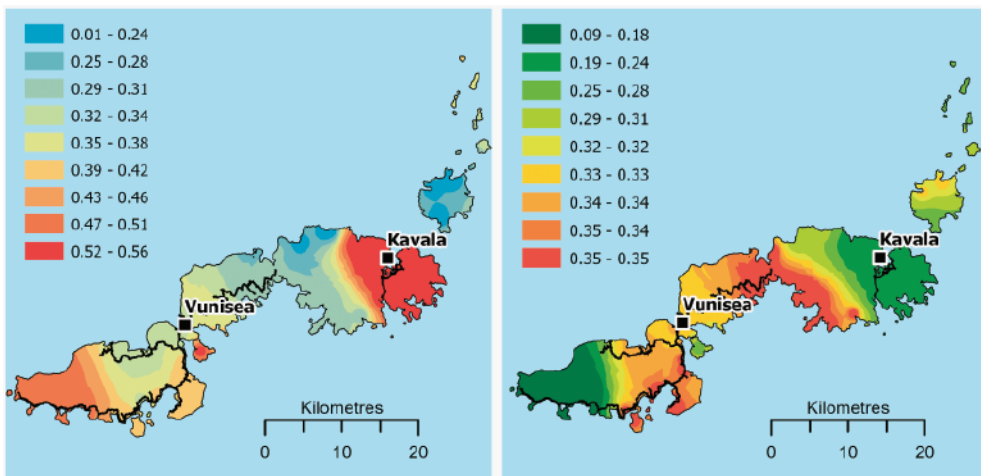 0.01 - 0.24
0.25 - 0.28
0.29 - 0.31
0.32 - 0.34
0.35 - 0.38
0.39 - 0.42
0.43 - 0.46
0.47 - 0.51
0.52 - 0.56
Kavala
Vunisea
Kilometres
0 10 20
0.09 - 0.18
0.19 - 0.24
0.25 - 0.28
0.29 - 0.31
0.32 - 0.32
0.33 - 0.33
0.34 - 0.34
0.35 - 0.34
0.35 - 0.35
Kavala
Vunisea
Kilometres
0 10 20